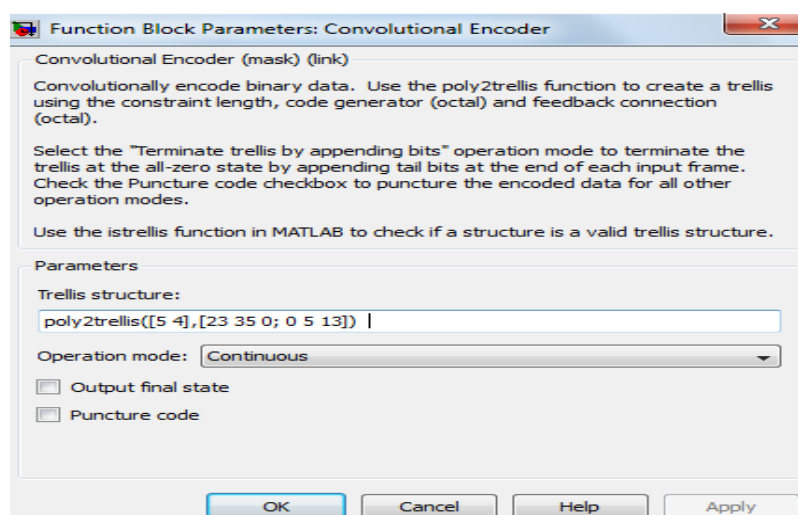 Function Block Parameters: Convolutional Encoder
Convolutional Encoder (mask) (link)
Convolutionally encode binary data.  Use the poly2trellis function to create a trellis
using the constraint length, code generator (octal) and feedback connection
(octal).
Select the "Terminate trellis by appending bits" operation mode to terminate the
trellis at the all-zero state by appending tail bits at the end of each input frame.
Check the Puncture code checkbox to puncture the encoded data for all other
operation modes.
Use the istrellis function in MATLAB to check if a structure is a valid trellis structure.
Parameters
Trellis structure:
poly2trellis([5 4],[23 35 0; 0 5 13])
Operation mode: Continuous
Output final state
Puncture code
OK Cancel Help Apply